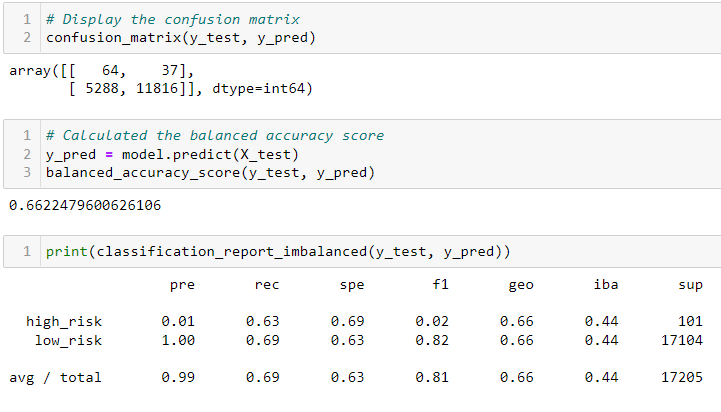 1 # Display the confusion matrix
2 confusion_matrix(y_test, y_pred)
array([[   64,    37],
       [ 5288, 11816]], dtype=int64)
1 # Calculated the balanced accuracy score
2 y_pred = model.predict(X_test)
3 balanced_accuracy_score(y_test, y_pred)
0.6622479600626106
1 print(classification_report_imbalanced(y_test, y_pred))
pre rec spe f1 geo iba sup
high_risk 0.01 0.63 0.69 0.02 0.66 0.44 101
low_risk 1.00 0.69 0.63 0.82 0.66 0.44 17104
avg / total 0.99 0.69 0.63 0.81 0.66 0.44 17205